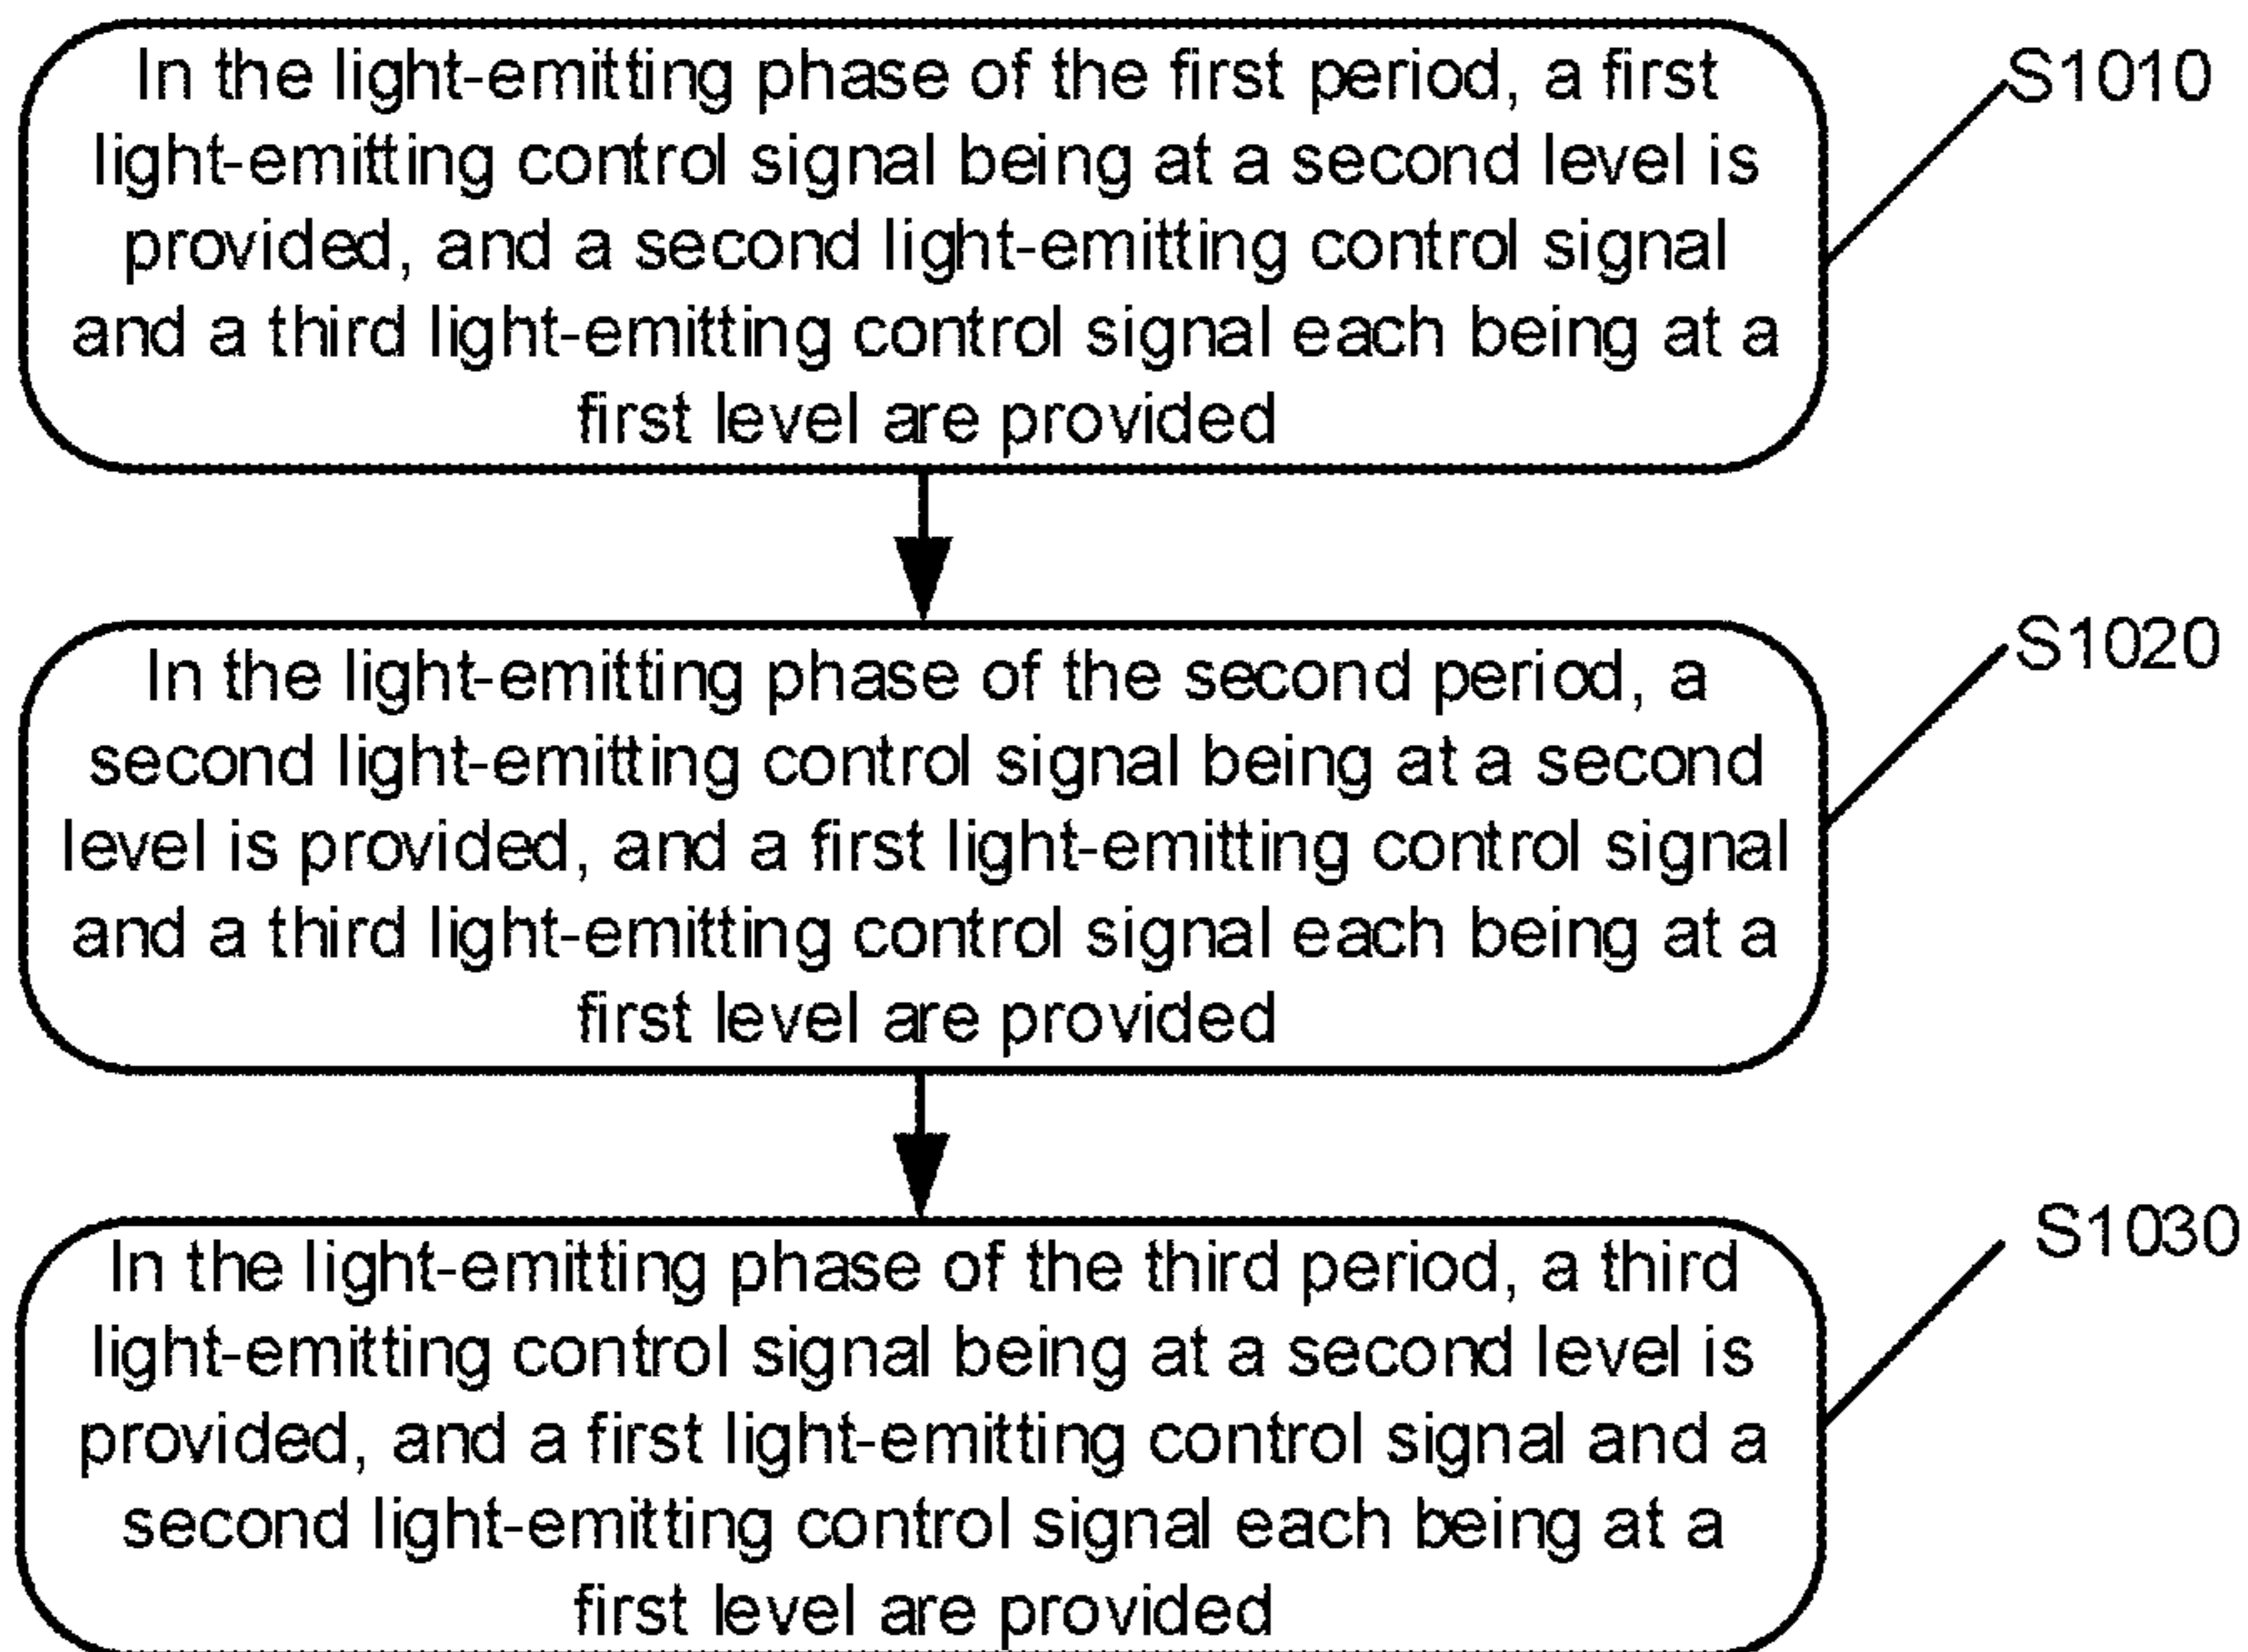 In the light-emitting phase of the first period, a first
light-emitting control signal being at a second level is
provided, and a second light-emitting control signal
and a third light-emitting control signal each being at a
first level are provided
S1010
In the light-emitting phase of the second period, a
second light-emitting control signal being at a second
level is provided, and a first light-emitting control signal
and a third light-emitting control signal each being at a
first level are provided
S1020
In the light-emitting phase of the third period, a third
light-emitting control signal being at a second level is
provided, and a first light-emitting control signal and a
second light-emitting control signal each being at a
first level are provided
S1030